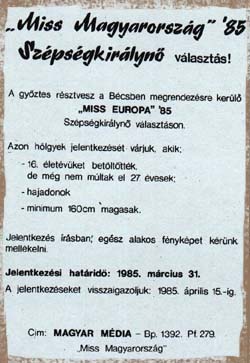 „Miss Magyarország” '85
Szépségkirálynő választás!
A győztes résztvesz a Bécsben megrendezésre kerülő
„MISS EUROPA” '85
Szépségkirálynő választáson.
Azon hölgyek jelentkezését várjuk, akik;
- 16. életévüket betöltötték,
de még nem múltak el 27 évesek;
- hajadonok
- minimum 160cm magasak.
Jelentkezés írásban; egész alakos fényképet kérünk
mellékelni.
Jelentkezési határidő: 1985. március 31.
A jelentkezéseket visszaigazoljuk: 1985. április 15.-ig.
Cím: MAGYAR MÉDIA – Bp. 1392. Pf. 279.
„Miss Magyarország”